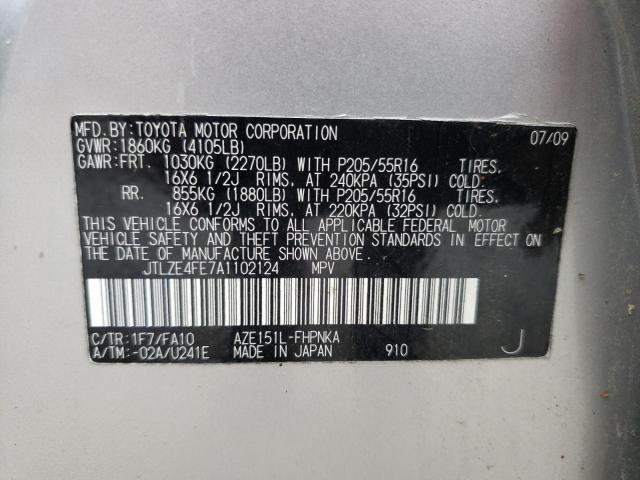 MFD.BY:TOYOTA MOTOR CORPORATION 07/09
GVWR:1860KG (4105LB)
GAWR:FRT. 1030KG (2270LB) WITH P205/55R16 TIRES.
16X6 1/2J RIMS, AT 240KPA (35PSI) COLD.
RR. 855KG (1880LB) WITH P205/55R16 TIRES.
16X6 1/2J RIMS, AT 220KPA (32PSI) COLD.
THIS VEHICLE CONFORMS TO ALL APPLICABLE FEDERAL MOTOR
VEHICLE SAFETY AND THEFT PREVENTION STANDARDS IN EFFECT ON
THE DATE OF MANUFACTURE SHOWN ABOVE.
JTLZE4FE7A1102124 MPV
C/TR:1F7/FA10 AZE151L-FHPNKA
A/TM:-02A/U241E MADE IN JAPAN 910 J